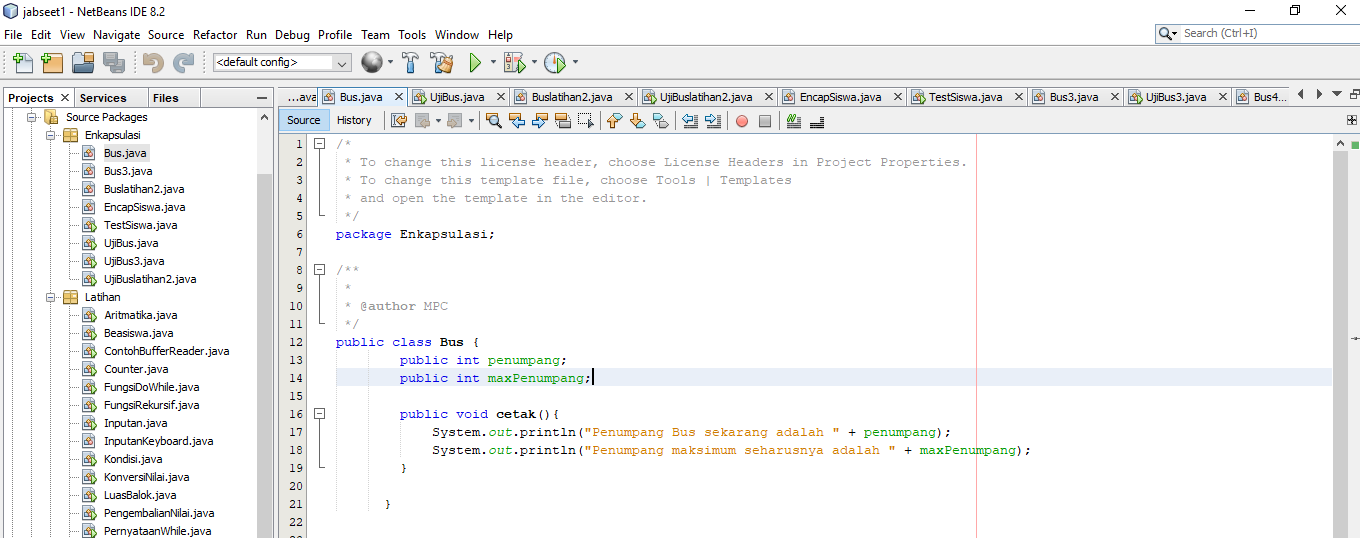 jabseet1 - NetBeans IDE 8.2
File Edit View Navigate Source Refactor Run Debug Profile Team Tools Window Help
Search (Ctrl+I)
<default config>
Projects Services Files
...ava Bus.java UjiBus.java Buslatihan2.java UjiBuslatihan2.java EncapSiswa.java TestSiswa.java Bus3.java UjiBus3.java Bus4...
Source History
Source Packages
Enkapsulasi
Bus.java
Bus3.java
Buslatihan2.java
EncapSiswa.java
TestSiswa.java
UjiBus.java
UjiBus3.java
UjiBuslatihan2.java
Latihan
Aritmatika.java
Beasiswa.java
ContohBufferReader.java
Counter.java
FungsiDoWhile.java
FungsiRekursif.java
Inputan.java
InputanKeyboard.java
Kondisi.java
KonversiNilai.java
LuasBalok.java
PengembalianNilai.java
PernyataanWhile.java
1 /*
2 * To change this license header, choose License Headers in Project Properties.
3 * To change this template file, choose Tools | Templates
4 * and open the template in the editor.
5 */
6 package Enkapsulasi;
7
8 /**
9 *
10 * @author MPC
11 */
12 public class Bus {
13 public int penumpang;
14 public int maxPenumpang;
15
16 public void cetak(){
17 System.out.println("Penumpang Bus sekarang adalah " + penumpang);
18 System.out.println("Penumpang maksimum seharusnya adalah " + maxPenumpang);
19 }
20
21 }
22